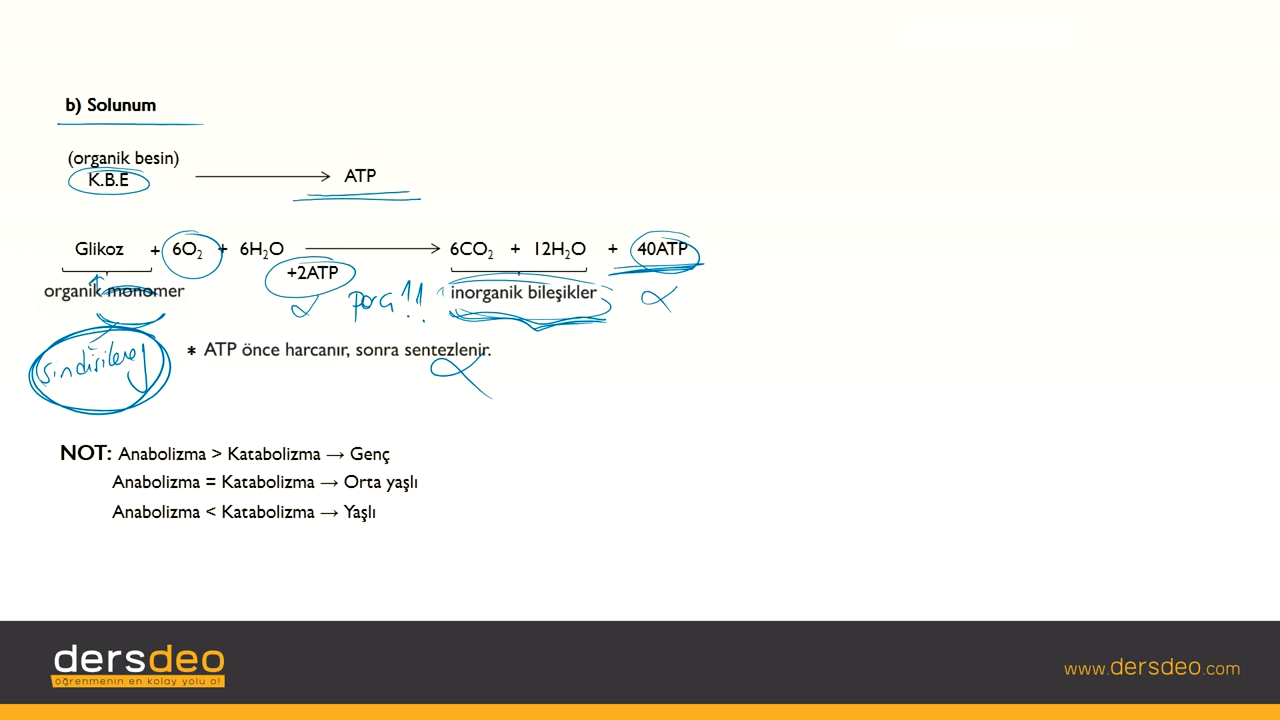 b) Solunum
(organik besin)
K.B.E → ATP
Glikoz + 6O₂ + 6H₂O → 6CO₂ + 12H₂O + 40ATP
+2ATP
organik monomer
inorganik bileşikler
* ATP önce harcanır, sonra sentezlenir.
NOT: Anabolizma > Katabolizma → Genç
Anabolizma = Katabolizma → Orta yaşlı
Anabolizma < Katabolizma → Yaşlı
dersdeo
öğrenmenin en kolay yolu o!
www.dersdeo.com